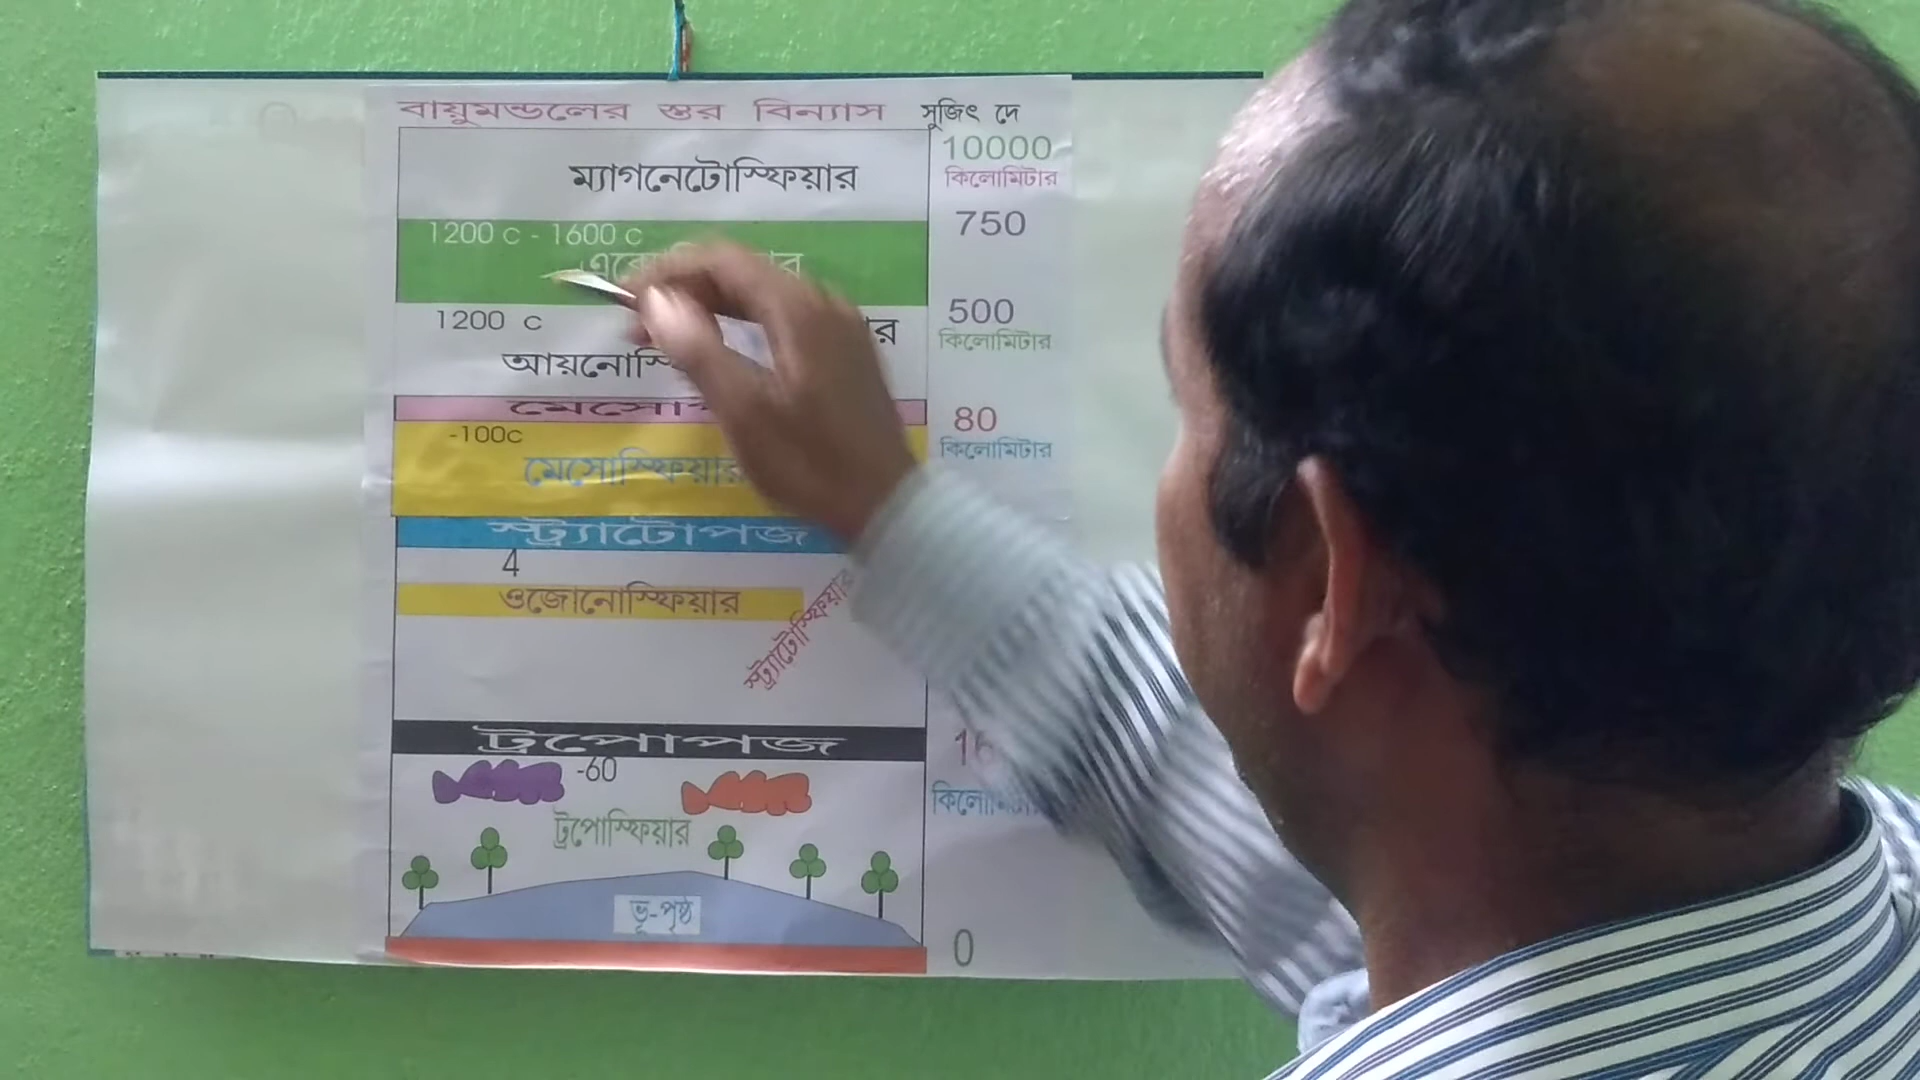 বায়ুমন্ডলের স্তর বিন্যাস সুজিৎ দে
10000
ম্যাগনেটোস্ফিয়ার কিলোমিটার
1200 c - 1600 c 750
1200 c 500
কিলোমিটার
80
-100c কিলোমিটার
মেসোস্ফিয়ার
স্ট্র্যাটোপজ
4
ওজোনোস্ফিয়ার
স্ট্র্যাটোস্ফিয়ার
ট্রপোপজ
-60
ট্রপোস্ফিয়ার
ভূ-পৃষ্ঠ
0